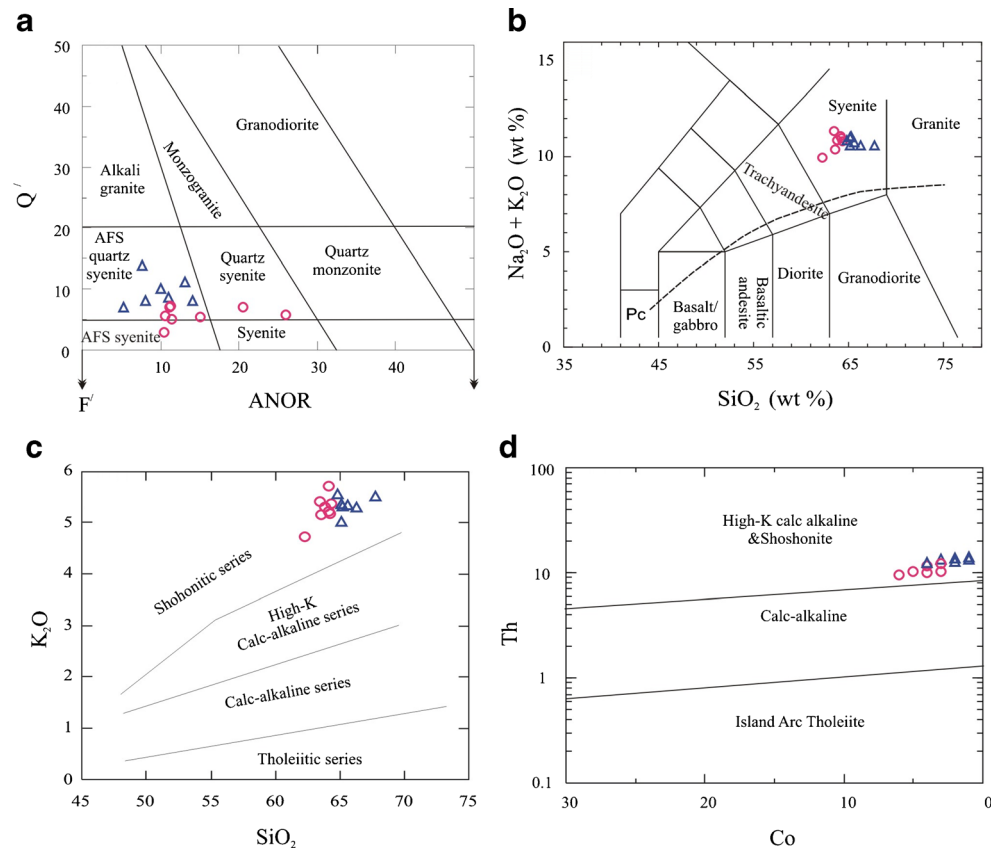 a
50
40
30
20
10
0
Q′
Granodiorite
Alkali
granite
Monzogranite
AFS
quartz
syenite
Quartz
syenite
Quartz
monzonite
AFS syenite
Syenite
10
20
30
40
F′
ANOR
b
15
10
5
0
Na₂O + K₂O (wt %)
Syenite
Granite
Trachyandesite
Pc
Basalt/
gabbro
Basaltic
andesite
Diorite
Granodiorite
35
45
55
65
75
SiO₂ (wt %)
c
6
5
4
3
2
1
0
K₂O
Shohonitic series
High-K
Calc-alkaline series
Calc-alkaline series
Tholeiitic series
45
50
55
60
65
70
75
SiO₂
d
100
10
1
0.1
Th
High-K calc alkaline
&Shoshonite
Calc-alkaline
Island Arc Tholeiite
30
20
10
0
Co